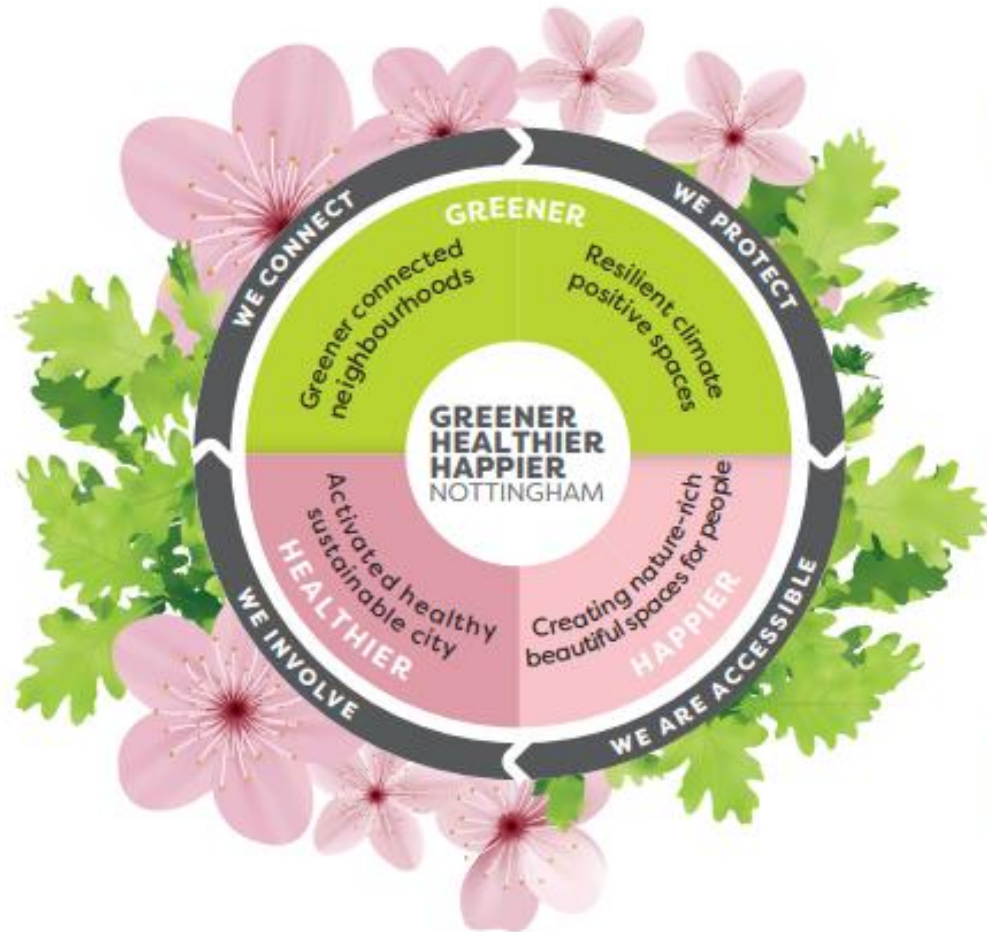 WE CONNECT
WE PROTECT
GREENER
Greener connected
neighbourhoods
Resilient climate
positive spaces
GREENER
HEALTHIER
HAPPIER
NOTTINGHAM
Activated healthy
sustainable city
HEALTHIER
Creating nature-rich
beautiful spaces for people
HAPPIER
WE INVOLVE
WE ARE ACCESSIBLE